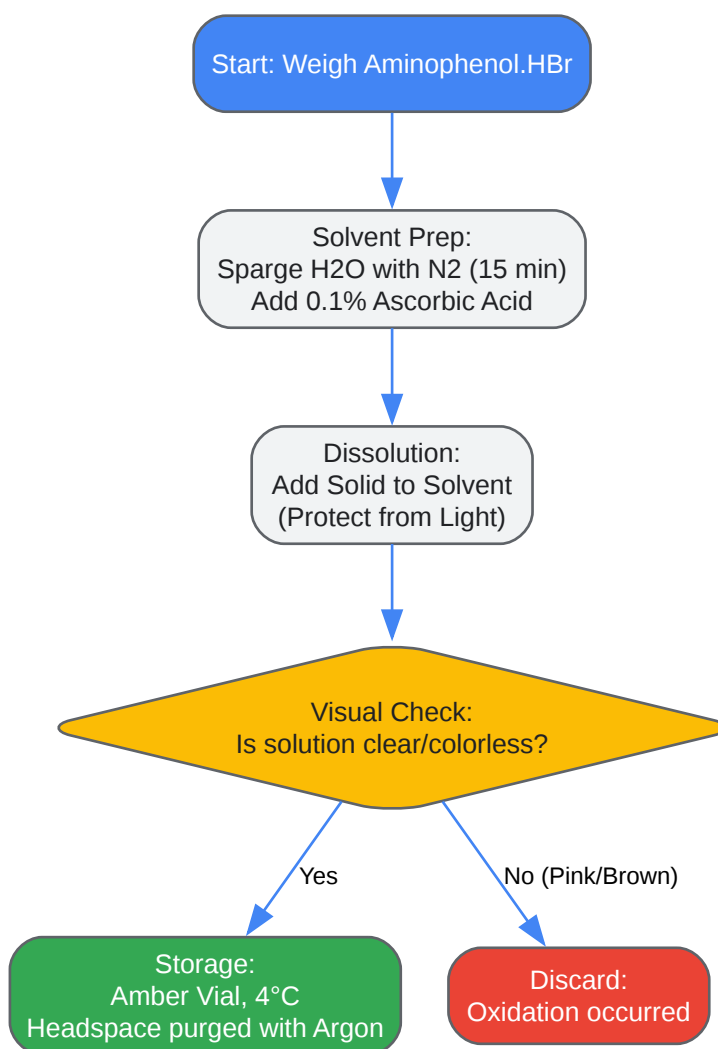 Start: Weigh Aminophenol.HBr
Solvent Prep:
Sparge H2O with N2 (15 min)
Add 0.1% Ascorbic Acid
Dissolution:
Add Solid to Solvent
(Protect from Light)
Visual Check:
Is solution clear/colorless?
Yes
No (Pink/Brown)
Storage:
Amber Vial, 4°C
Headspace purged with Argon
Discard:
Oxidation occurred